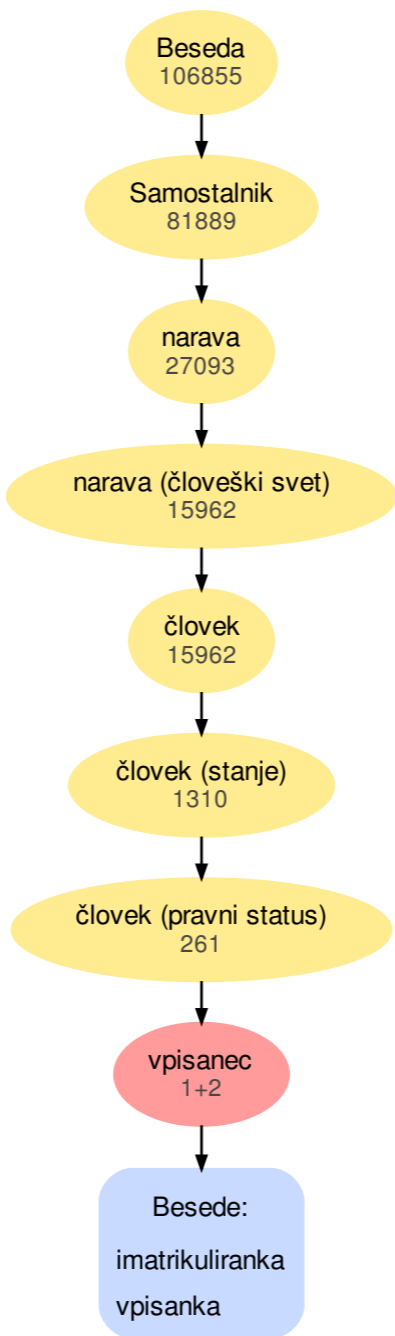 Beseda
106855
Samostalnik
81889
narava
27093
narava (človeški svet)
15962
človek
15962
človek (stanje)
1310
človek (pravni status)
261
vpisanec
1+2
Besede:
imatrikuliranka
vpisanka